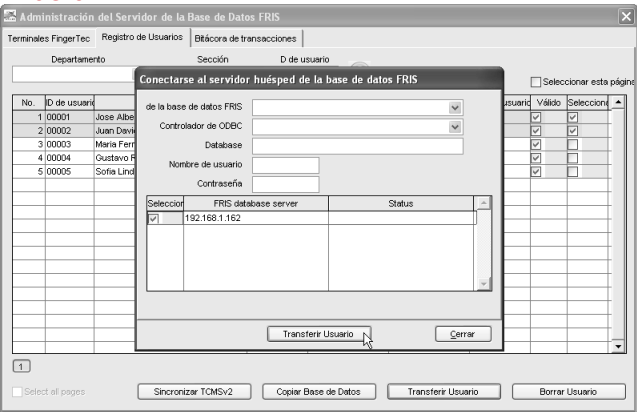 Administración del Servidor de la Base de Datos FRIS
Terminales FingerTec Registro de Usuarios Bitácora de transacciones
Departamento Sección D de usuario
Seleccionar esta págine
Conectarse al servidor huésped de la base de datos FRIS
No. ID de usuario usuario Válido Seleccione
de la base de datos FRIS
1 00001 Jose Albe
Controlador de ODBC
2 00002 Juan Davi
Database
3 00003 Maria Fern
Nombre de usuario
4 00004 Gustavo F
Contraseña
5 00005 Sofia Lind
Seleccion FRIS database server Status
192.168.1.162
Transferir Usuario Cerrar
1
Select all pages Sincronizar TCMSv2 Copiar Base de Datos Transferir Usuario Borrar Usuario